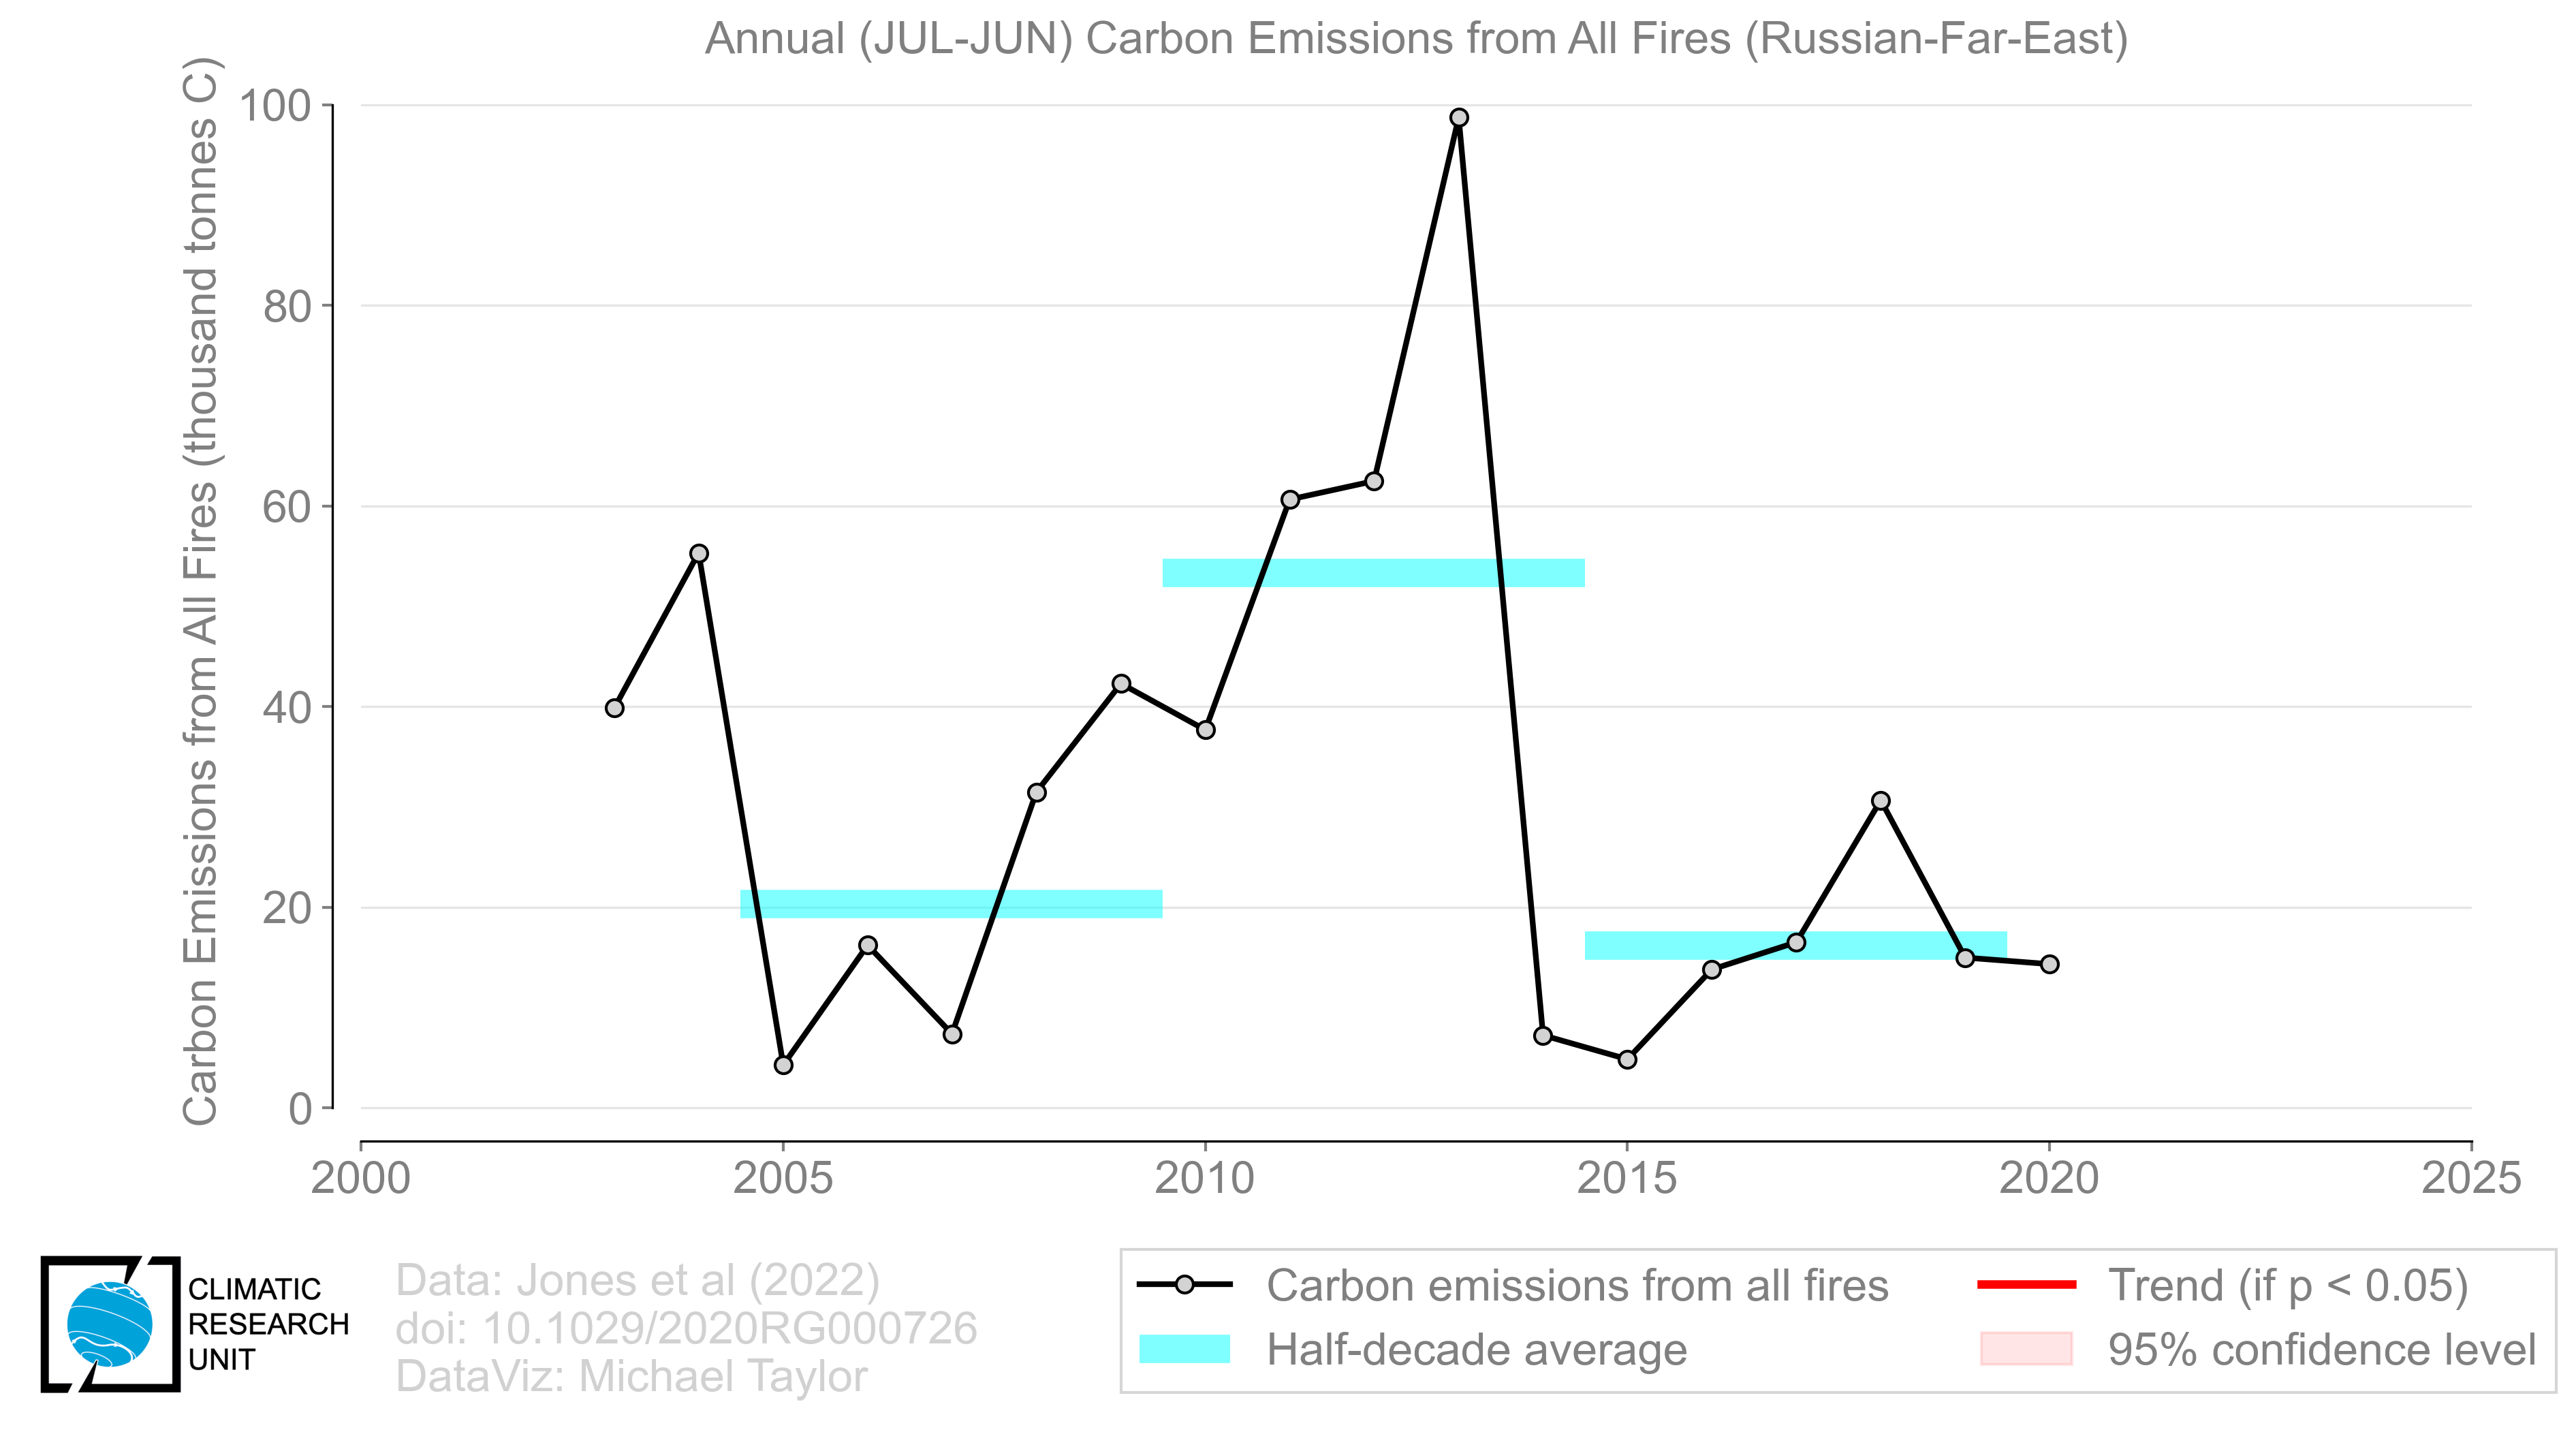 Annual (JUL-JUN) Carbon Emissions from All Fires (Russian-Far-East)
Carbon Emissions from All Fires (thousand tonnes C)
100
80
60
40
20
0
2000
2005
2010
2015
2020
2025
CLIMATIC
RESEARCH
UNIT
Data: Jones et al (2022)
doi: 10.1029/2020RG000726
DataViz: Michael Taylor
Carbon emissions from all fires
Half-decade average
Trend (if p < 0.05)
95% confidence level